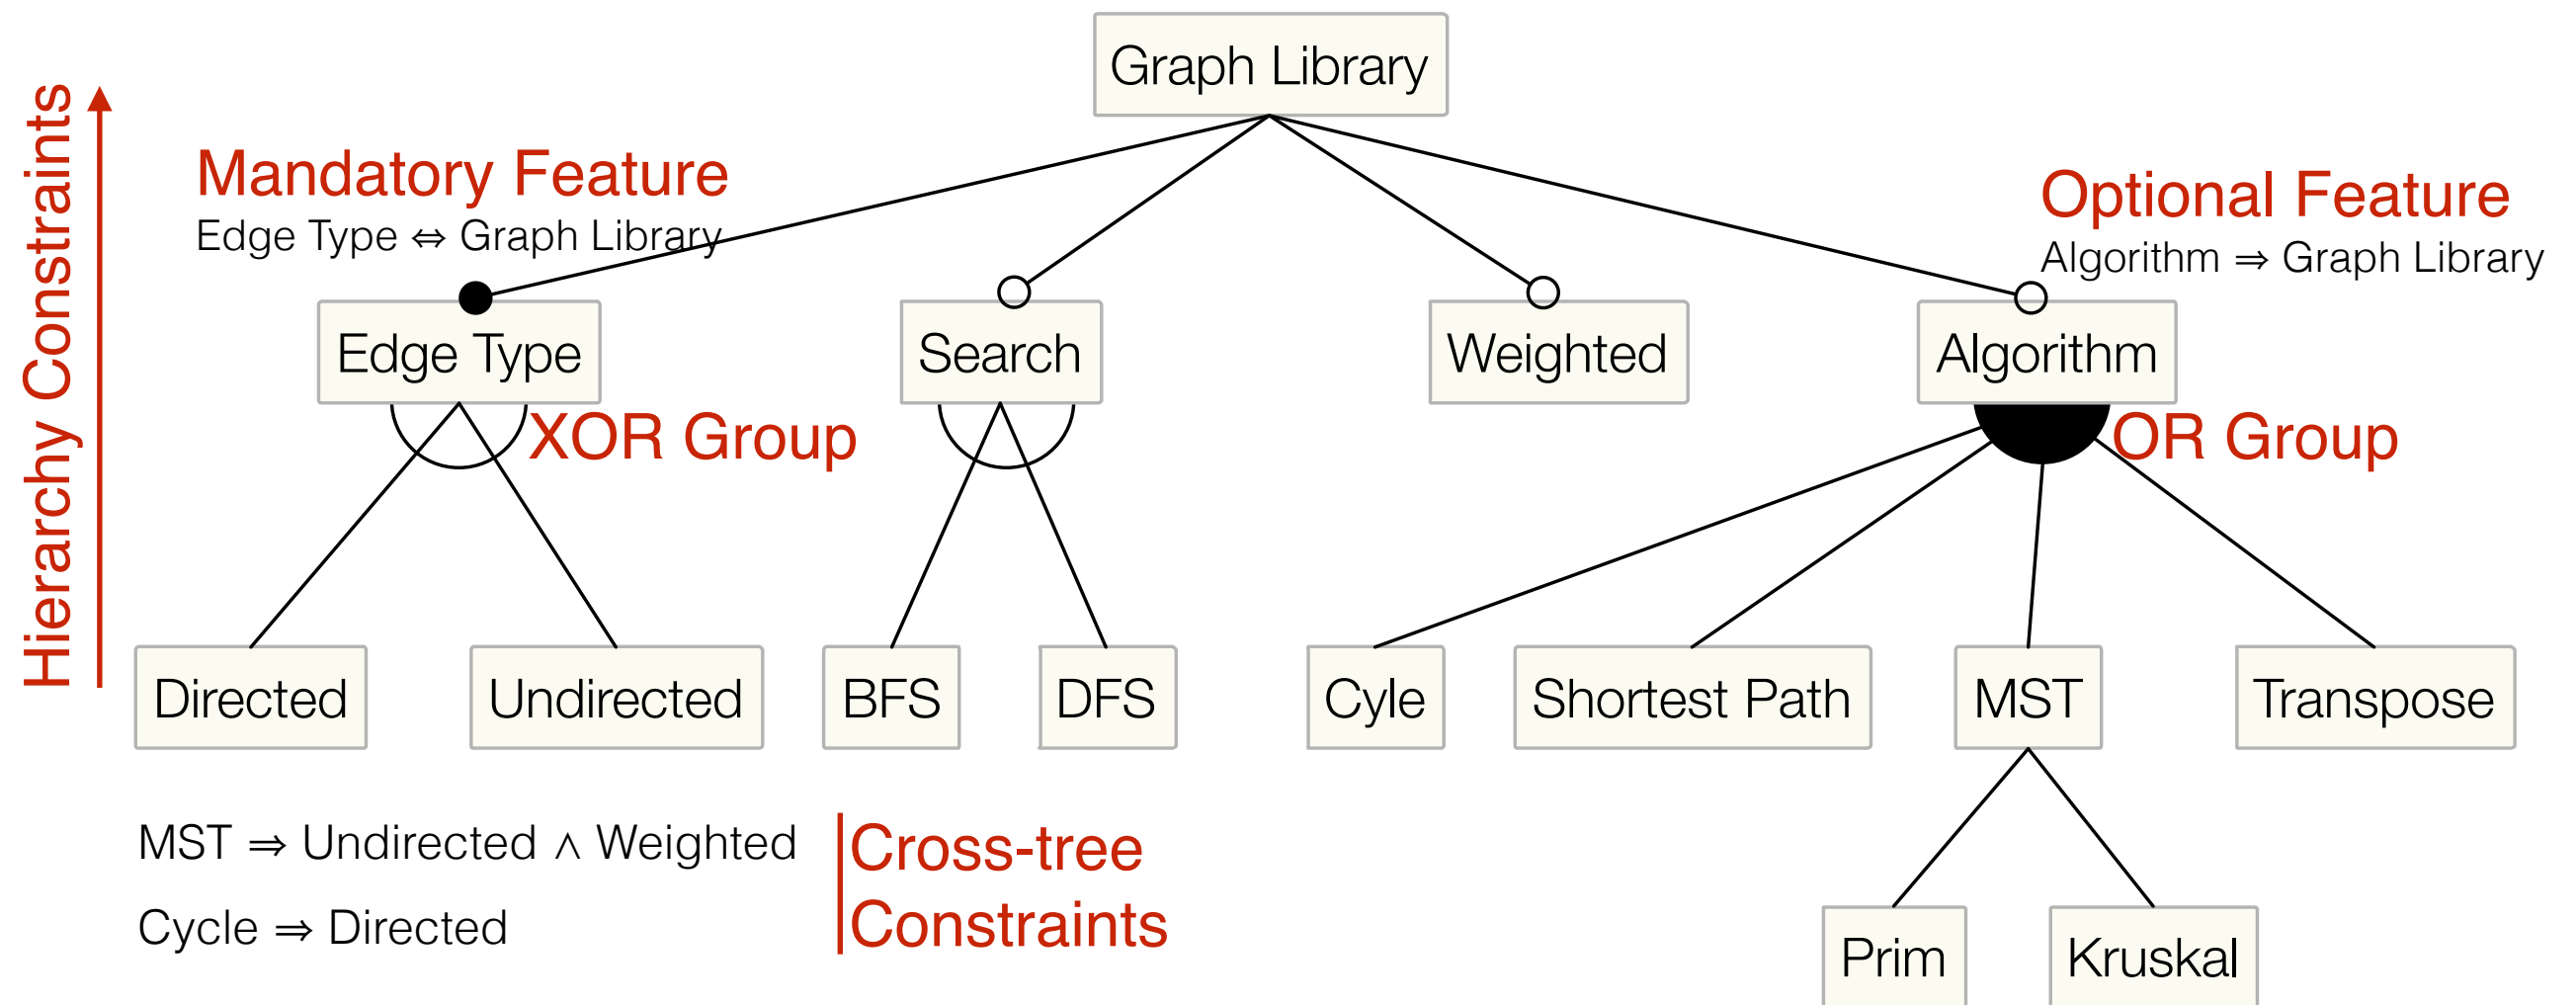 Graph Library
Hierarchy Constraints
Mandatory Feature
Edge Type ⇔ Graph Library
Optional Feature
Algorithm ⇒ Graph Library
Edge Type
Search
Weighted
Algorithm
XOR Group
OR Group
Directed
Undirected
BFS
DFS
Cyle
Shortest Path
MST
Transpose
MST ⇒ Undirected ∧ Weighted
Cycle ⇒ Directed
Cross-tree
Constraints
Prim
Kruskal